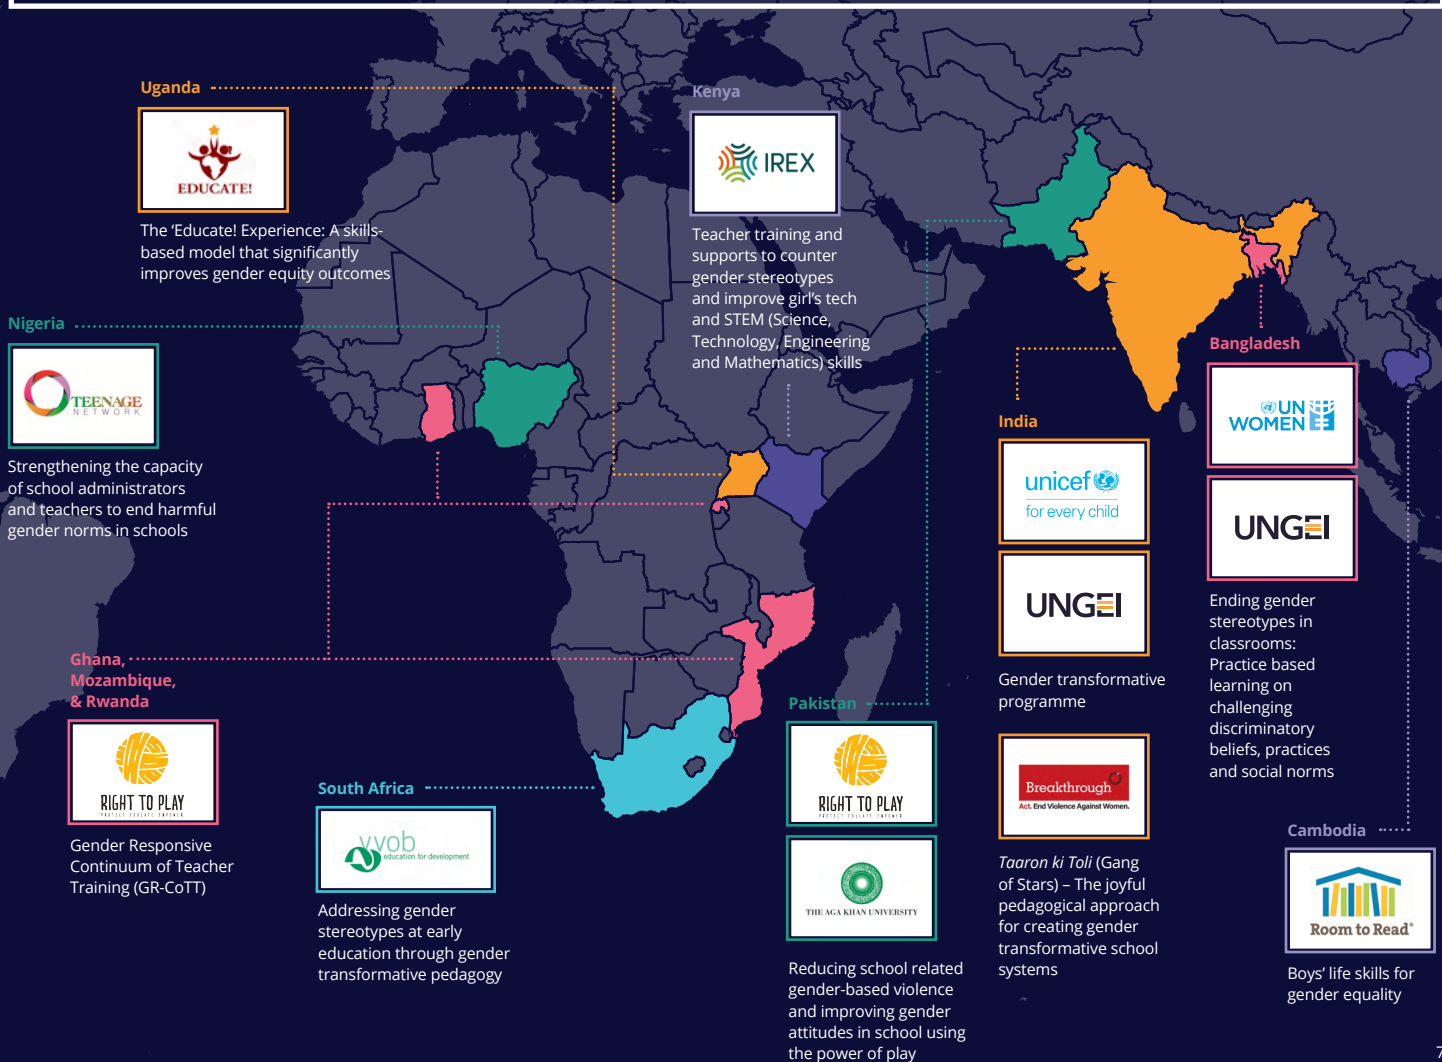 Uganda
EDUCATE!
The ‘Educate! Experience: A skills-
based model that significantly
improves gender equity outcomes
Kenya
IREX
Teacher training and
supports to counter
gender stereotypes
and improve girl’s tech
and STEM (Science,
Technology, Engineering
and Mathematics) skills
Nigeria
TEENAGE
NETWORK
Strengthening the capacity
of school administrators
and teachers to end harmful
gender norms in schools
Ghana,
Mozambique,
& Rwanda
RIGHT TO PLAY
PROTECT EDUCATE EMPOWER
Gender Responsive
Continuum of Teacher
Training (GR-CoTT)
South Africa
vvob
education for development
Addressing gender
stereotypes at early
education through gender
transformative pedagogy
Pakistan
RIGHT TO PLAY
PROTECT EDUCATE EMPOWER
THE AGA KHAN UNIVERSITY
Reducing school related
gender-based violence
and improving gender
attitudes in school using
the power of play
India
unicef
for every child
UNGEI
Gender transformative
programme
Breakthrough
Act. End Violence Against Women.
Taaron ki Toli (Gang
of Stars) – The joyful
pedagogical approach
for creating gender
transformative school
systems
Bangladesh
UN
WOMEN
UNGEI
Ending gender
stereotypes in
classrooms:
Practice based
learning on
challenging
discriminatory
beliefs, practices
and social norms
Cambodia
Room to Read®
Boys’ life skills for
gender equality
7